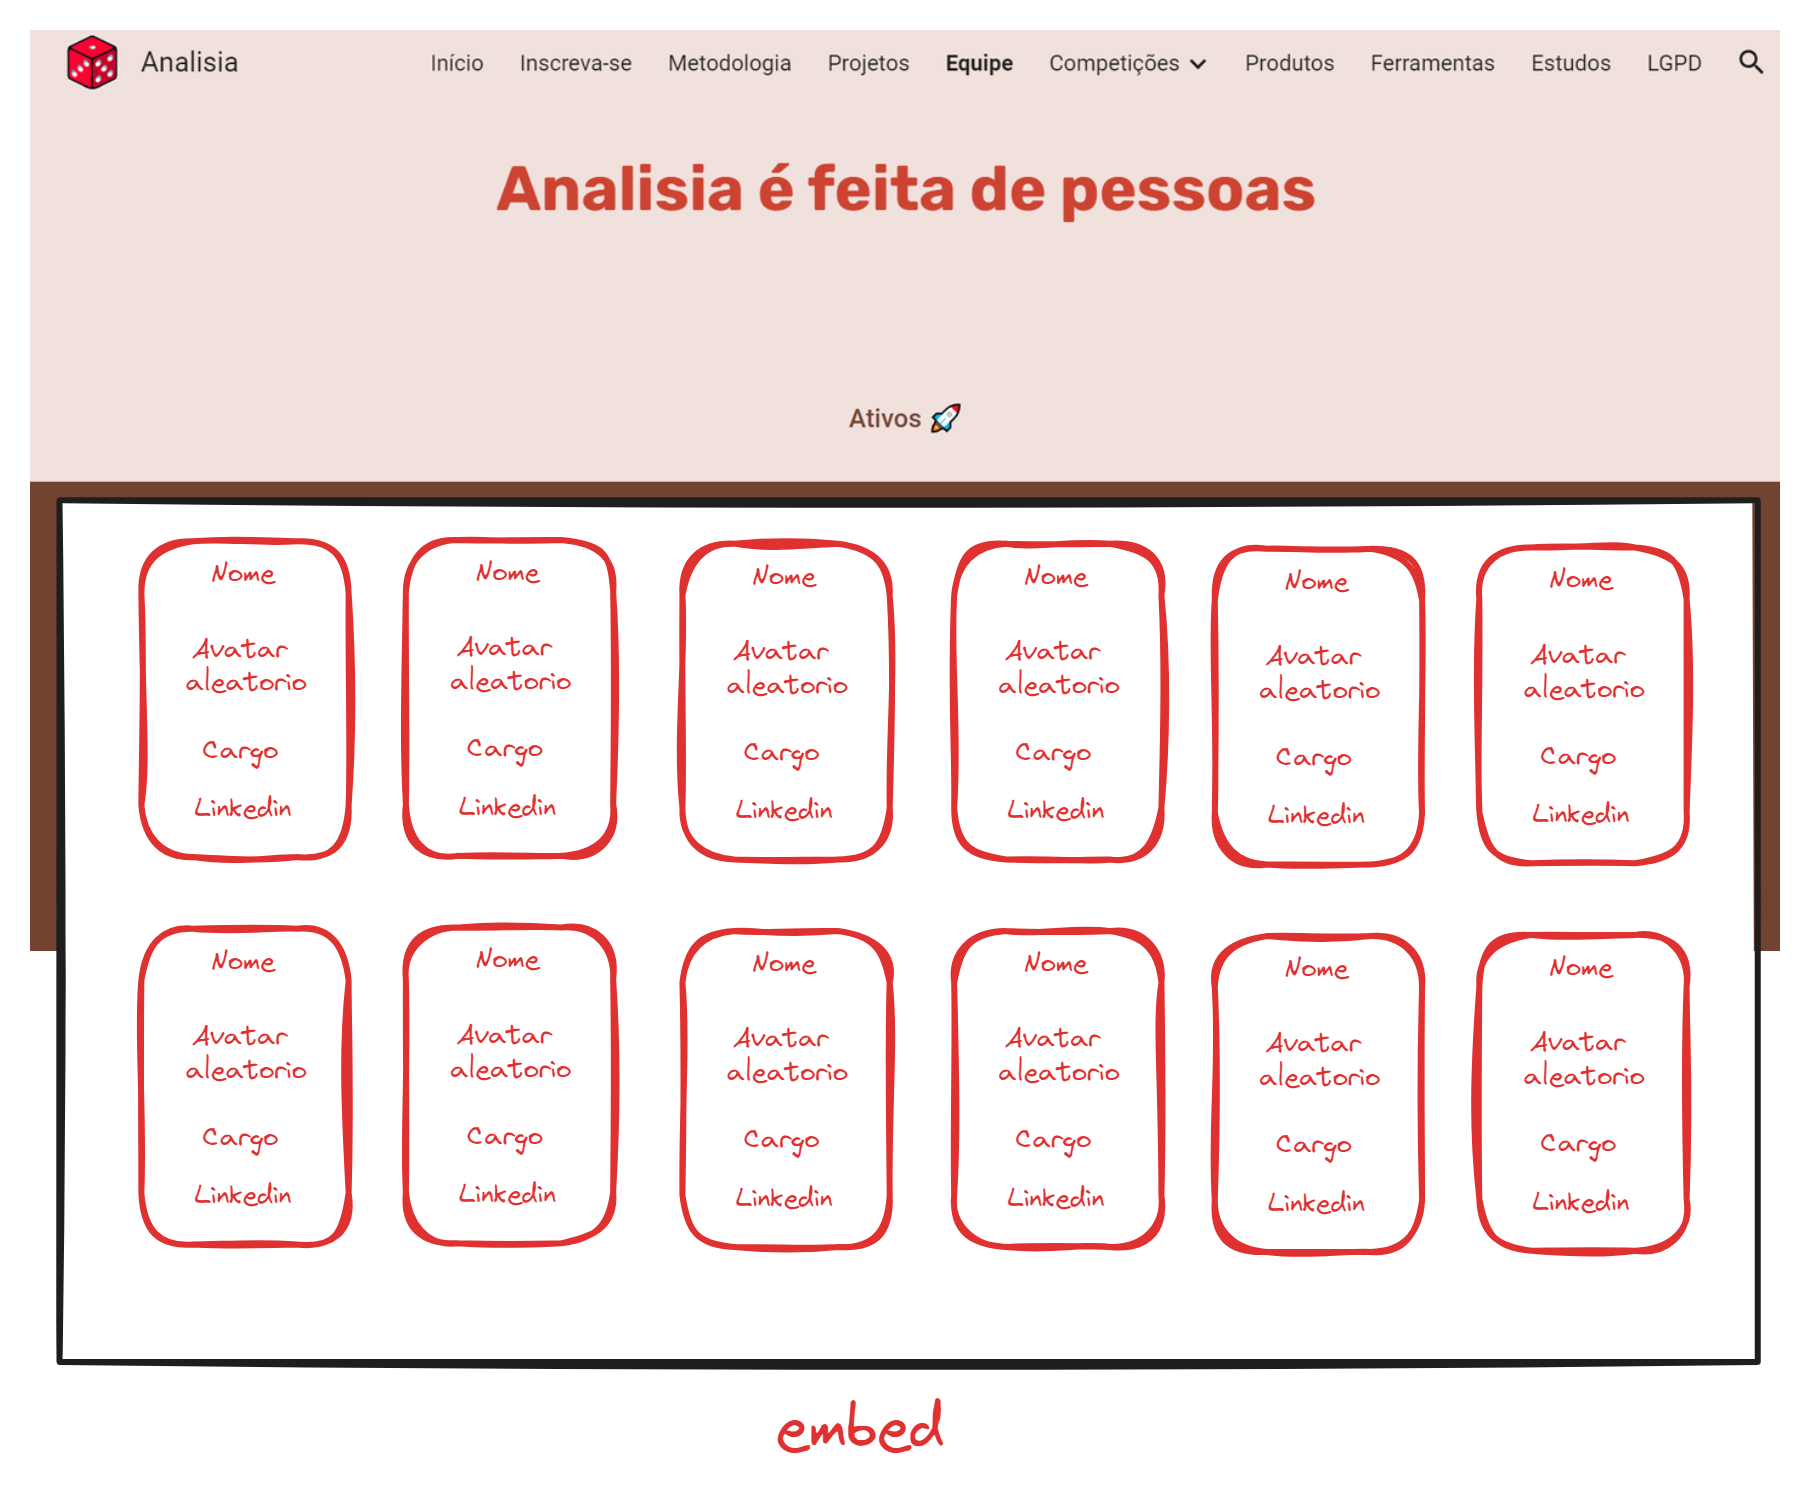 Analisia
Início Inscreva-se Metodologia Projetos Equipe Competições Produtos Ferramentas Estudos LGPD
Analisia é feita de pessoas
Ativos 🚀
Nome Nome Nome Nome Nome Nome
Avatar Avatar Avatar Avatar Avatar Avatar
aleatorio aleatorio aleatorio aleatorio aleatorio aleatorio
Cargo Cargo Cargo Cargo Cargo Cargo
Linkedin Linkedin Linkedin Linkedin Linkedin Linkedin
Nome Nome Nome Nome Nome Nome
Avatar Avatar Avatar Avatar Avatar Avatar
aleatorio aleatorio aleatorio aleatorio aleatorio aleatorio
Cargo Cargo Cargo Cargo Cargo Cargo
Linkedin Linkedin Linkedin Linkedin Linkedin Linkedin
embed